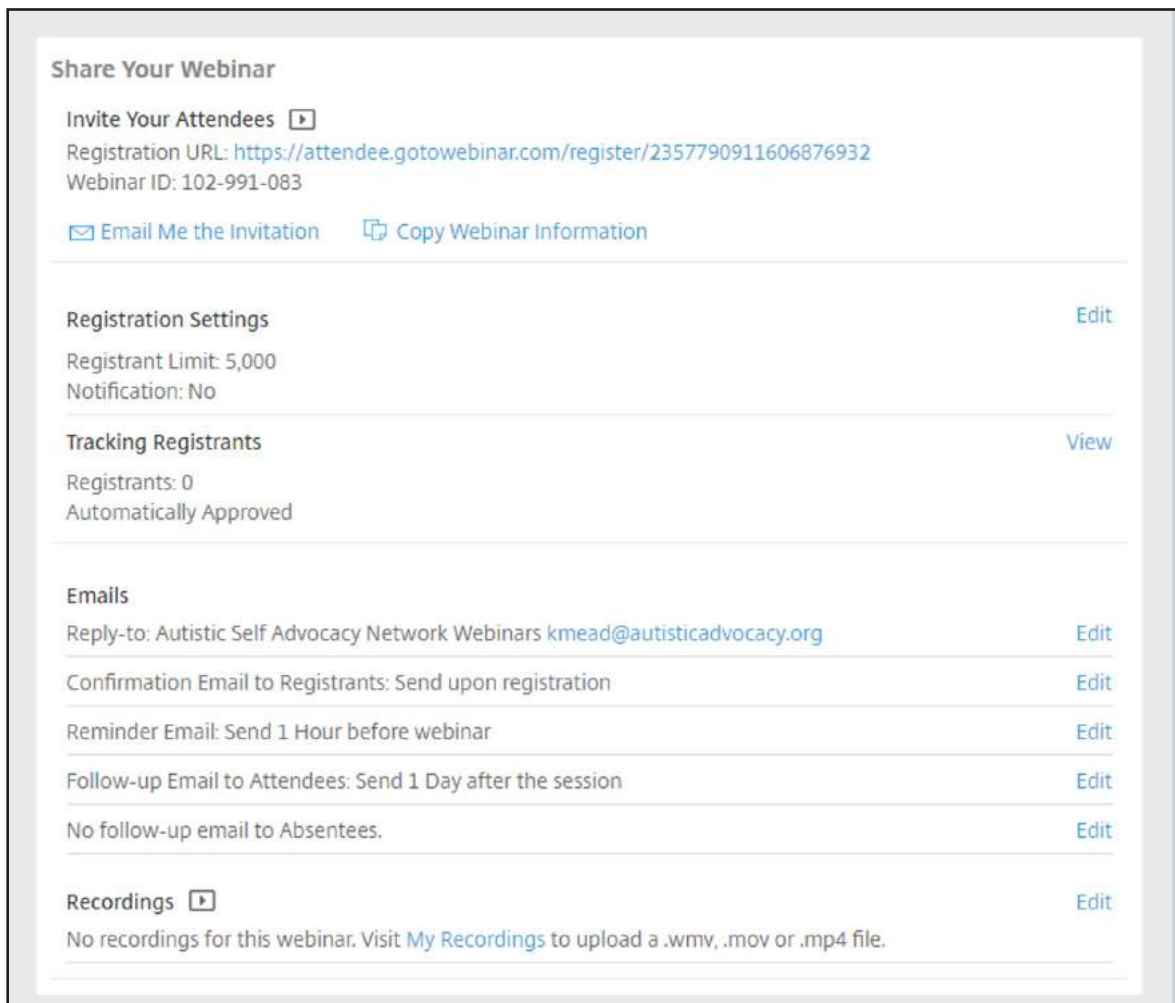 Share Your Webinar
Invite Your Attendees
Registration URL: https://attendee.gotowebinar.com/register/2357790911606876932
Webinar ID: 102-991-083
Email Me the Invitation Copy Webinar Information
Registration Settings Edit
Registrant Limit: 5,000
Notification: No
Tracking Registrants View
Registrants: 0
Automatically Approved
Emails
Reply-to: Autistic Self Advocacy Network Webinars kmead@autisticadvocacy.org Edit
Confirmation Email to Registrants: Send upon registration Edit
Reminder Email: Send 1 Hour before webinar Edit
Follow-up Email to Attendees: Send 1 Day after the session Edit
No follow-up email to Absentees. Edit
Recordings Edit
No recordings for this webinar. Visit My Recordings to upload a .wmv, .mov or .mp4 file.